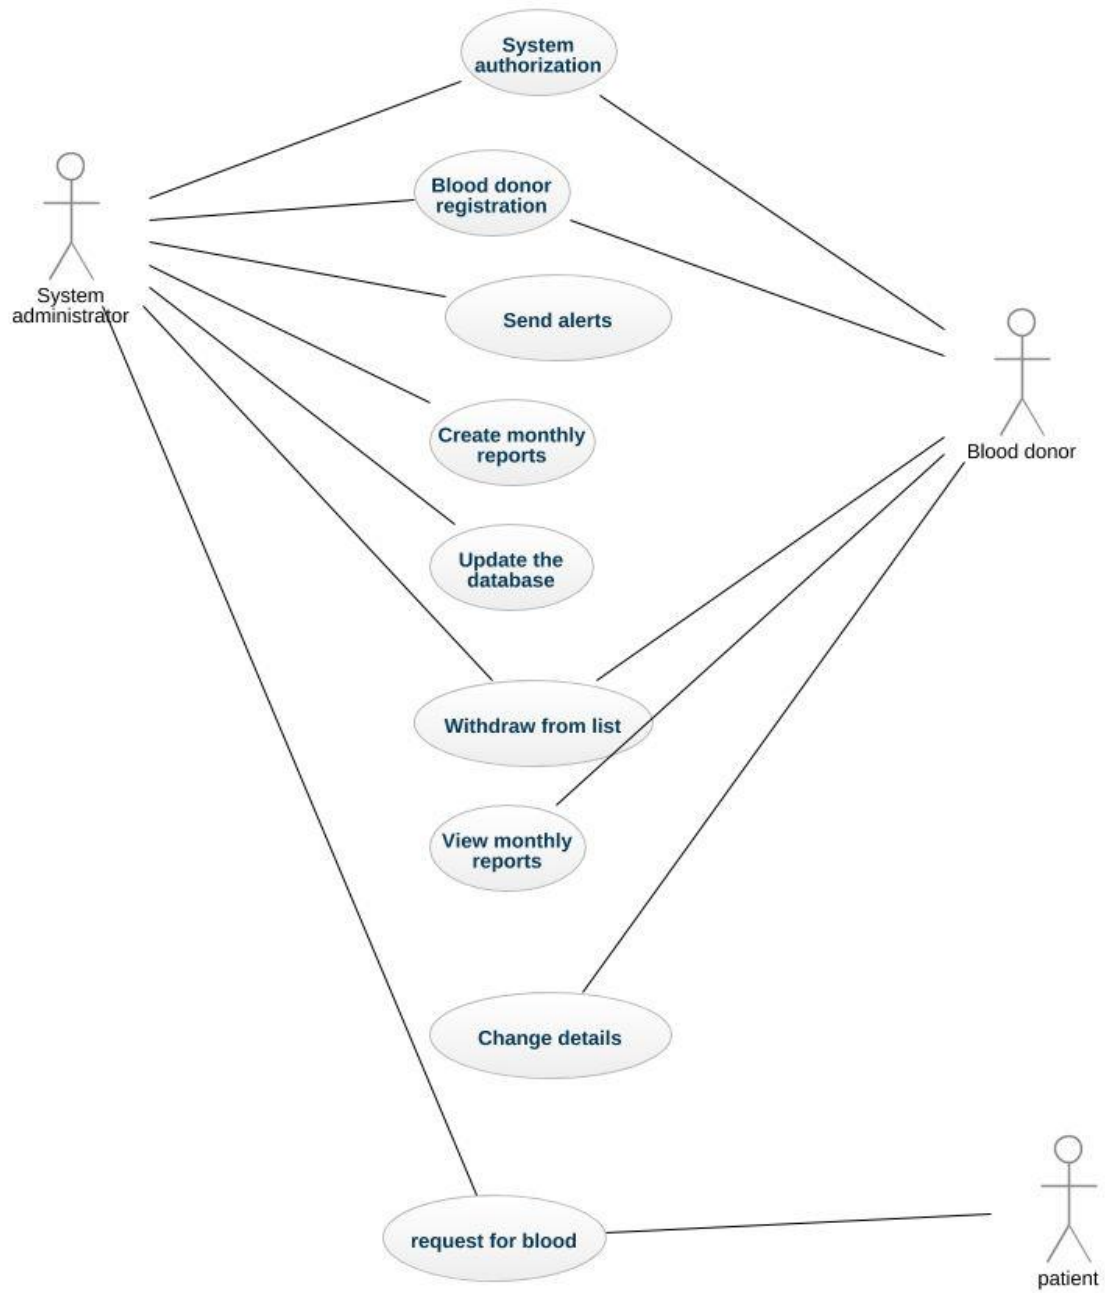 System
authorization
Blood donor
registration
System
administrator
Send alerts
Create monthly
reports
Blood donor
Update the
database
Withdraw from list
View monthly
reports
Change details
request for blood
patient